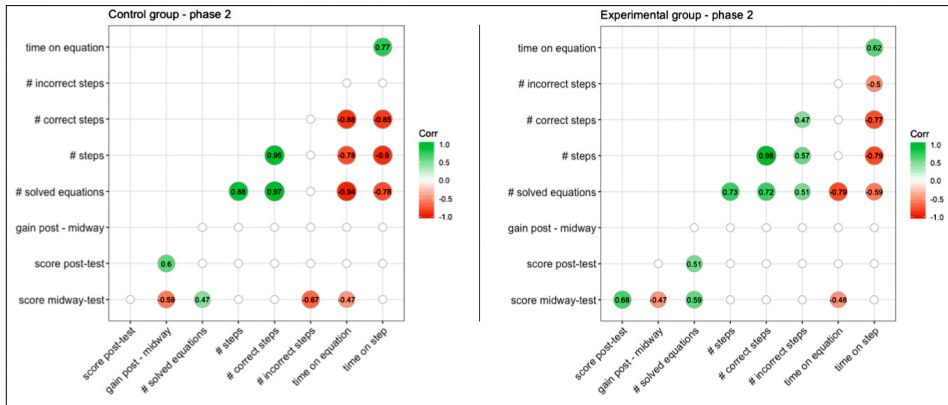 Control group - phase 2
time on equation
0.77
# incorrect steps
# correct steps
-0.88
-0.85
# steps
0.95
-0.78
-0.9
# solved equations
0.86
0.97
-0.94
-0.78
gain post - midway
score post-test
0.6
score midway-test
-0.59
0.47
-0.67
-0.47
score post-test
gain post - midway
# solved equations
# steps
# correct steps
# incorrect steps
time on equation
time on step
Corr
1.0
0.5
0.0
-0.5
-1.0
Experimental group - phase 2
time on equation
0.62
# incorrect steps
-0.5
# correct steps
0.47
-0.77
# steps
0.98
0.57
-0.79
# solved equations
0.73
0.72
0.51
-0.79
-0.59
gain post - midway
score post-test
0.51
score midway-test
0.68
-0.47
0.59
-0.48
score post-test
gain post - midway
# solved equations
# steps
# correct steps
# incorrect steps
time on equation
time on step
Corr
1.0
0.5
0.0
-0.5
-1.0